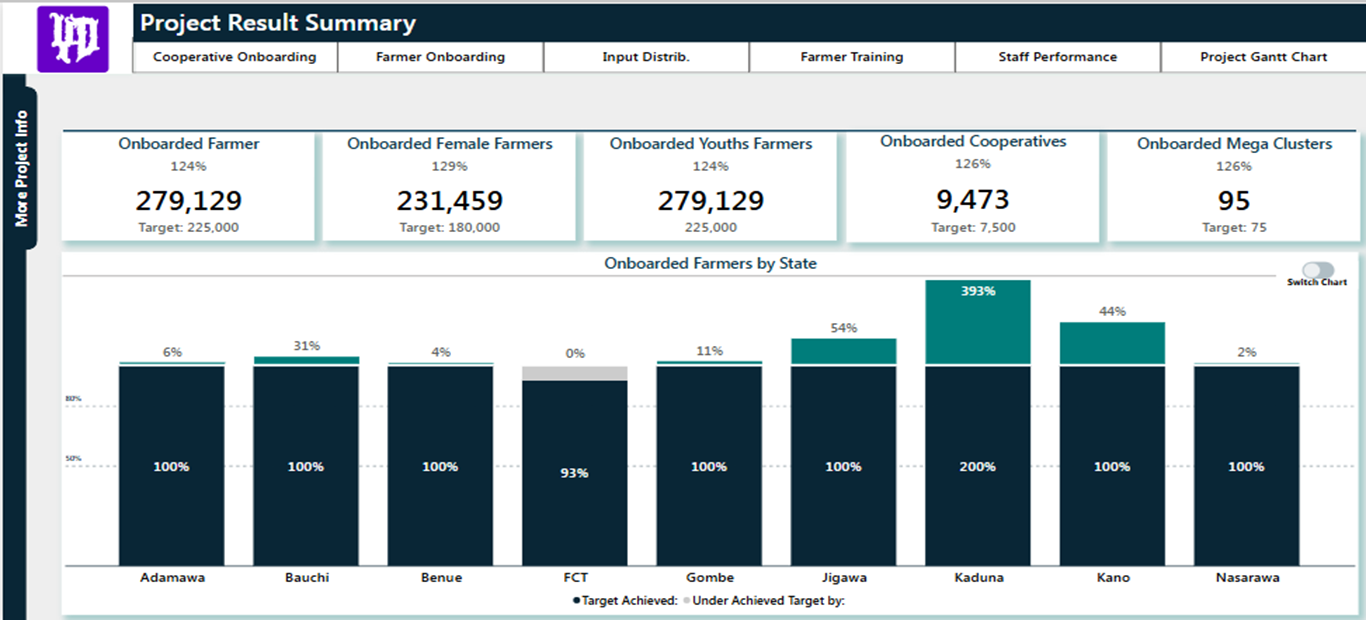 Project Result Summary
Cooperative Onboarding Farmer Onboarding Input Distrib. Farmer Training Staff Performance Project Gantt Chart
More Project Info
Onboarded Farmer
124%
279,129
Target: 225,000
Onboarded Female Farmers
129%
231,459
Target: 180,000
Onboarded Youths Farmers
124%
279,129
225,000
Onboarded Cooperatives
126%
9,473
Target: 7,500
Onboarded Mega Clusters
126%
95
Target: 75
Onboarded Farmers by State
Switch Chart
6% 31% 4% 0% 11% 54% 393% 44% 2%
80%
50%
100% 100% 100% 93% 100% 100% 200% 100% 100%
Adamawa Bauchi Benue FCT Gombe Jigawa Kaduna Kano Nasarawa
Target Achieved: Under Achieved Target by: